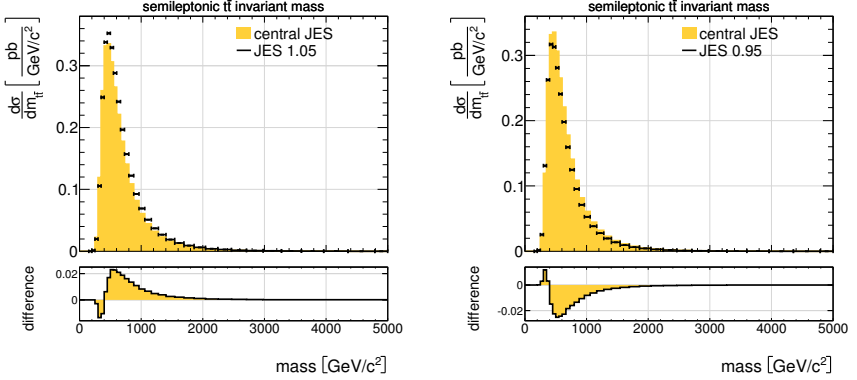 semileptonic tt̄ invariant mass
dσ/dm_tt̄ [pb/GeV/c²]
central JES
JES 1.05
0.3
0.2
0.1
0
difference
0.02
0
0 1000 2000 3000 4000 5000
mass [GeV/c²]
semileptonic tt̄ invariant mass
dσ/dm_tt̄ [pb/GeV/c²]
central JES
JES 0.95
0.3
0.2
0.1
0
difference
0
-0.02
0 1000 2000 3000 4000 5000
mass [GeV/c²]